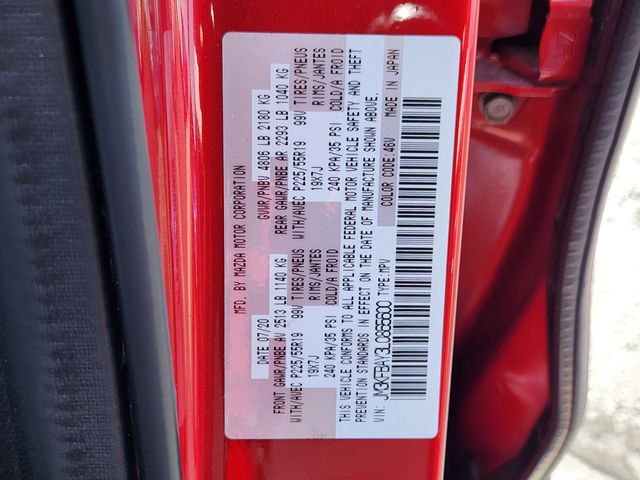 MFD. BY MAZDA MOTOR CORPORATION
DATE 07/20 GVWR/PNBV 4806 LB 2180 KG
FRONT GAWR/PNBE AV 2513 LB 1140 KG REAR GAWR/PNBE AR 2293 LB 1040 KG
WITH/AVEC P225/55R19 99V TIRES/PNEUS WITH/AVEC P225/55R19 99V TIRES/PNEUS
19X7J RIMS/JANTES 19X7J RIMS/JANTES
240 KPA/35 PSI COLD/A FROID 240 KPA/35 PSI COLD/A FROID
THIS VEHICLE CONFORMS TO ALL APPLICABLE FEDERAL MOTOR VEHICLE SAFETY AND THEFT
PREVENTION STANDARDS IN EFFECT ON THE DATE OF MANUFACTURE SHOWN ABOVE.
VIN: JM3KFBAY3L0855500 TYPE:MPV COLOR CODE:46V MADE IN JAPAN